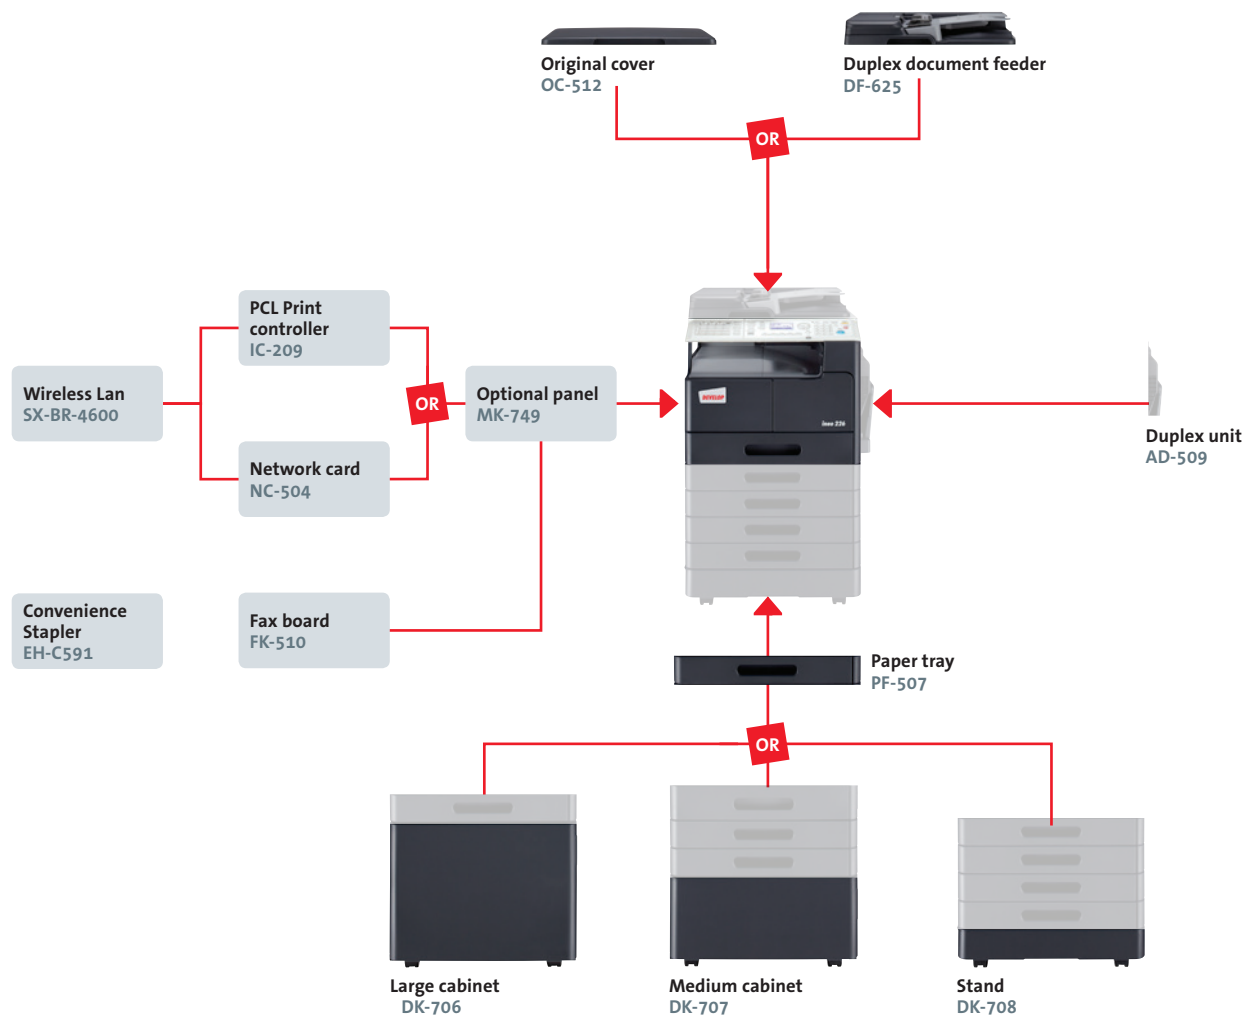 Original cover
OC-512
Duplex document feeder
DF-625
OR
PCL Print
controller
IC-209
Wireless Lan
SX-BR-4600
OR
Optional panel
MK-749
Network card
NC-504
DEVELOP
ineo 226
Duplex unit
AD-509
Convenience
Stapler
EH-C591
Fax board
FK-510
Paper tray
PF-507
OR
Large cabinet
DK-706
Medium cabinet
DK-707
Stand
DK-708